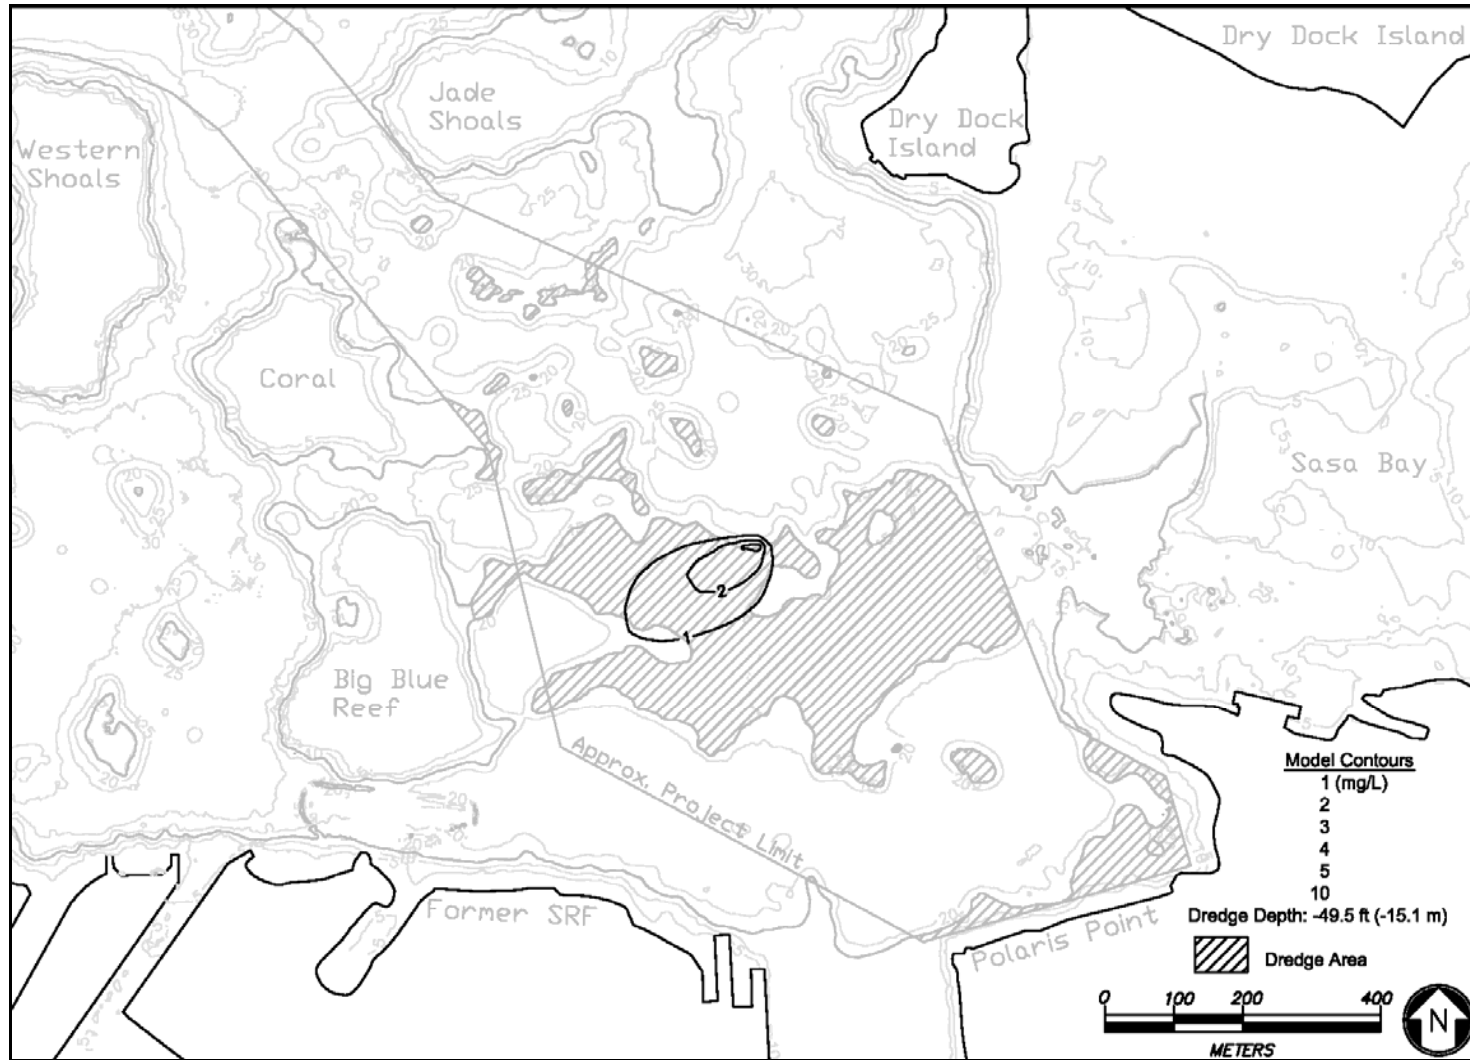 Dry Dock Island
Jade
Shoals
Dry Dock
Island
Western
Shoals
Coral
Sasa Bay
2
1
Big Blue
Reef
Approx. Project Limit
Former SRF
Polaris Point
Model Contours
1 (mg/L)
2
3
4
5
10
Dredge Depth: -49.5 ft (-15.1 m)
Dredge Area
0 100 200 400
METERS
N